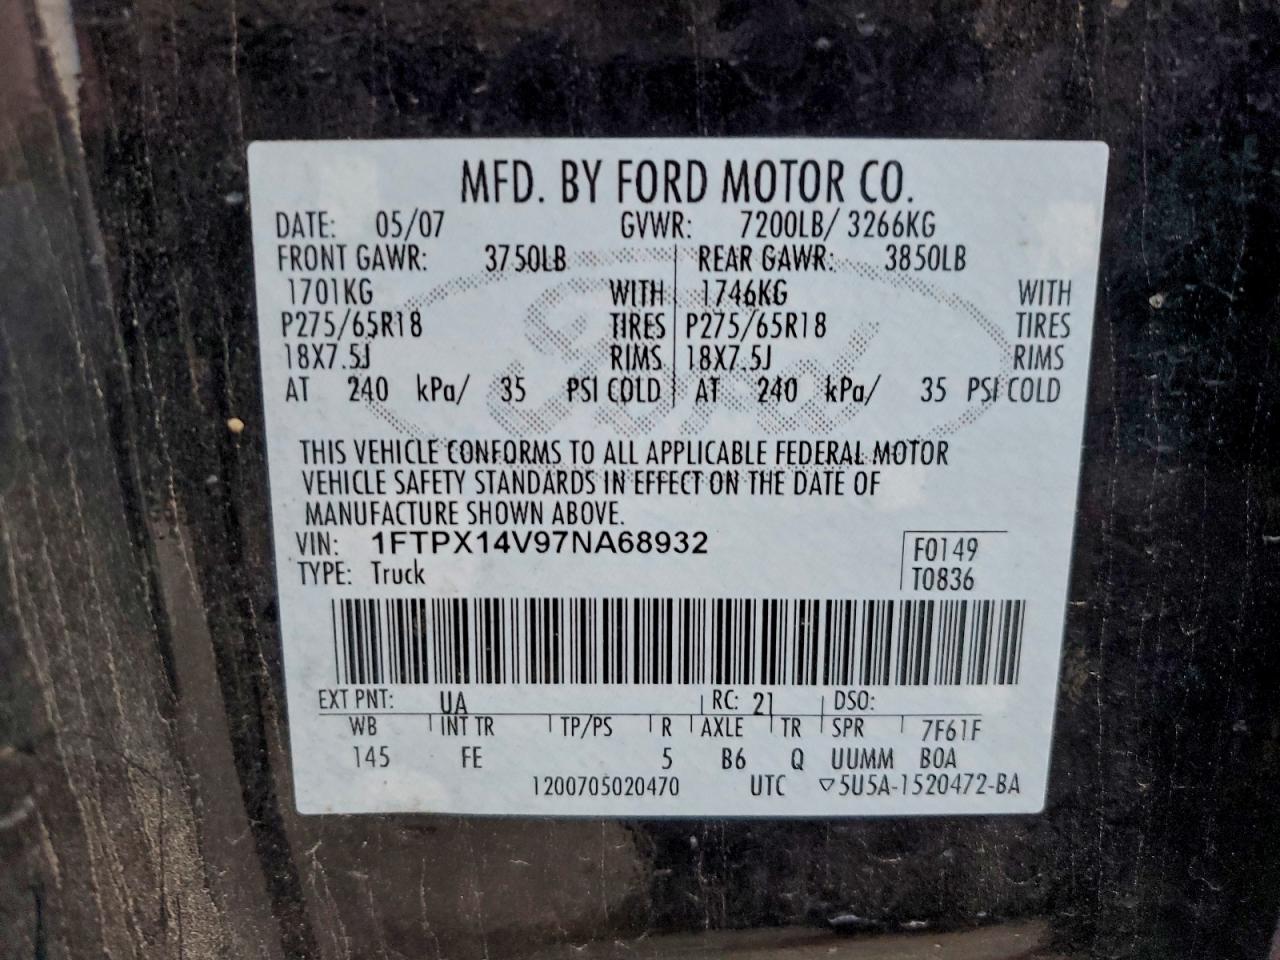 MFD. BY FORD MOTOR CO.
DATE: 05/07 GVWR: 7200LB/ 3266KG
FRONT GAWR: 3750LB REAR GAWR: 3850LB
1701KG WITH 1746KG WITH
P275/65R18 TIRES P275/65R18 TIRES
18X7.5J RIMS 18X7.5J RIMS
AT 240 kPa/ 35 PSI COLD AT 240 kPa/ 35 PSI COLD
Ford
THIS VEHICLE CONFORMS TO ALL APPLICABLE FEDERAL MOTOR
VEHICLE SAFETY STANDARDS IN EFFECT ON THE DATE OF
MANUFACTURE SHOWN ABOVE.
VIN: 1FTPX14V97NA68932 F0149
TYPE: Truck T0836
EXT PNT: UA RC: 21 DSO:
WB INT TR TP/PS R AXLE TR SPR 7F61F
145 FE 5 B6 Q UUMM BOA
1200705020470 UTC ▽5U5A-1520472-BA